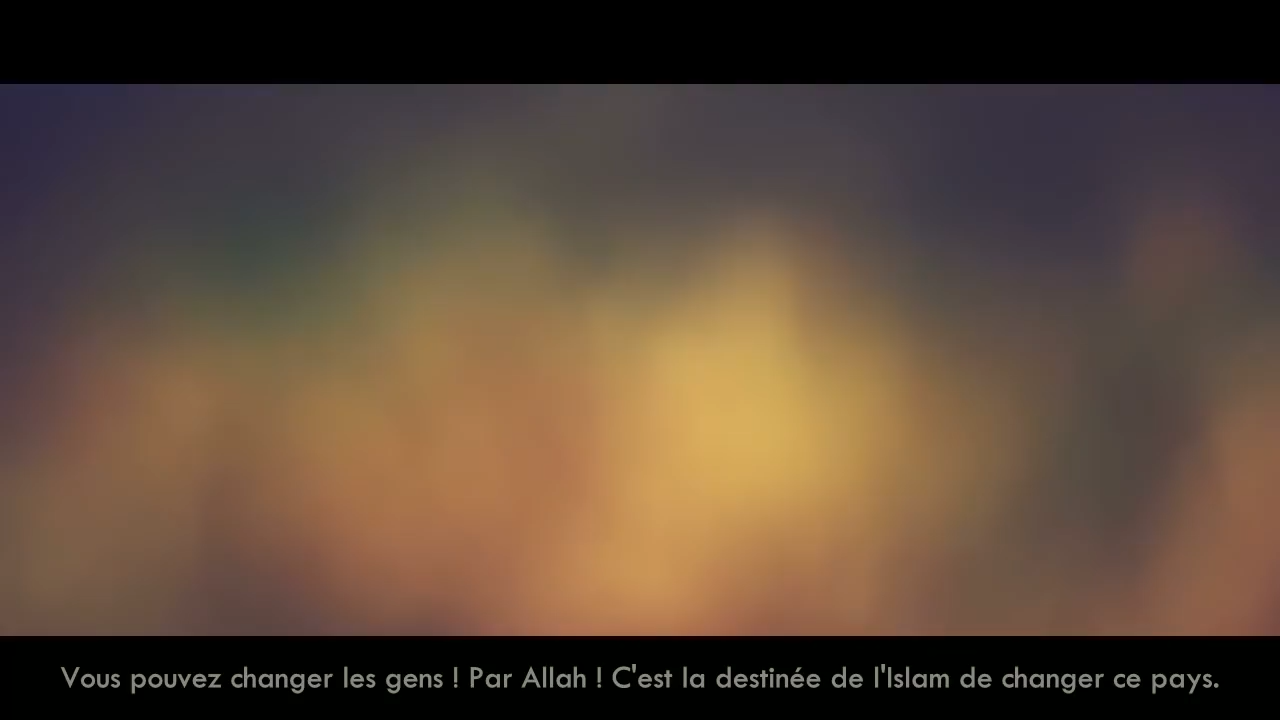 Vous pouvez changer les gens ! Par Allah ! C'est la destinée de l'Islam de changer ce pays.